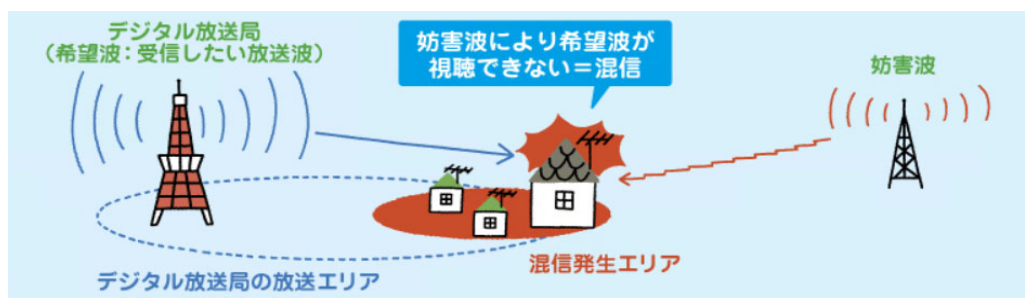 デジタル放送局
(希望波：受信したい放送波)
妨害波により希望波が
視聴できない＝混信
妨害波
デジタル放送局の放送エリア
混信発生エリア